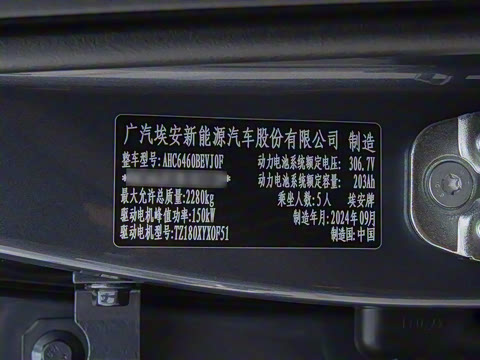 广汽埃安新能源汽车股份有限公司 制造
整车型号: AHC6460BEVJ0F 动力电池系统额定电压: 306.7V
* * 动力电池系统额定容量: 203Ah
最大允许总质量: 2280kg 乘坐人数: 5人 埃安牌
驱动电机峰值功率: 150kW 制造年月: 2024年09月
驱动电机型号: TZ180XYX0F51 制造国: 中国